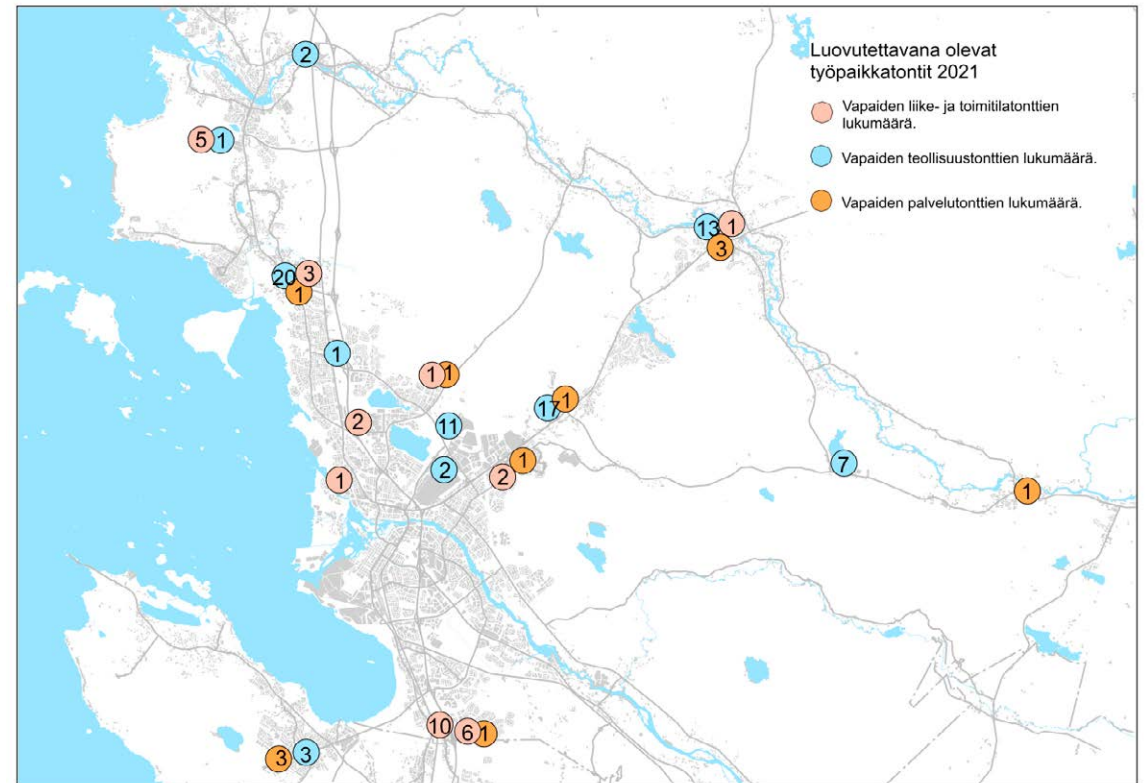 Luovutettavana olevat
työpaikkatontit 2021
Vapaiden liike- ja toimitilatonttien
lukumäärä.
Vapaiden teollisuustonttien lukumäärä.
Vapaiden palvelutonttien lukumäärä.
2
5 1
13 1
3
20 3
1
1
1 1
17 1
2
11
2
2 1
1
7
1
10 6 1
3 3